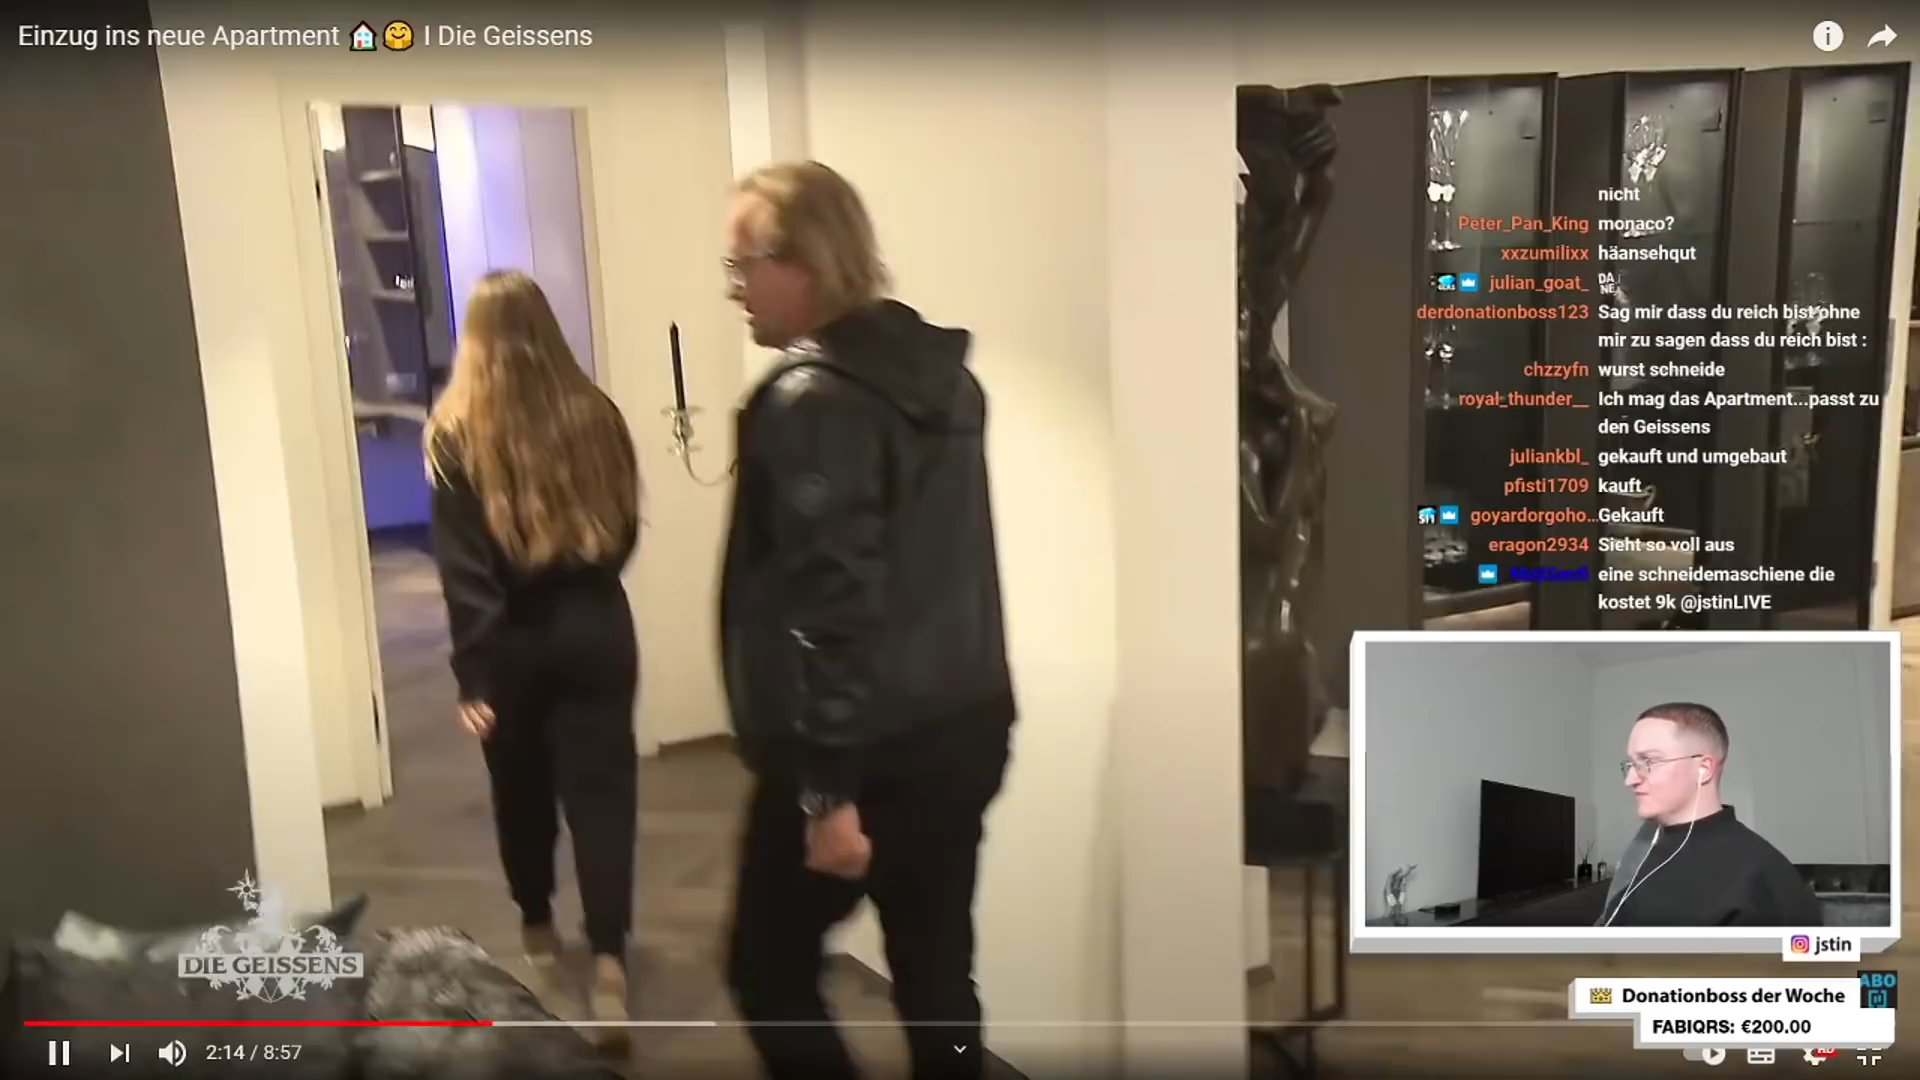 Einzug ins neue Apartment 🏠🤗 I Die Geissens
nicht
Peter_Pan_King monaco?
xxzumilixx häansehqut
julian_goat_ DA
NE
derdonationboss123 Sag mir dass du reich bist ohne
mir zu sagen dass du reich bist :
chzzyfn wurst schneide
royal_thunder__ Ich mag das Apartment...passt zu
den Geissens
juliankbl_ gekauft und umgebaut
pfisti1709 kauft
goyardorgoho... Gekauft
eragon2934 Sieht so voll aus
eine schneidemaschiene die
kostet 9k @jstinLIVE
jstin
DIE GEISSENS
ABO
Donationboss der Woche
FABIQRS: €200.00
2:14 / 8:57
HD